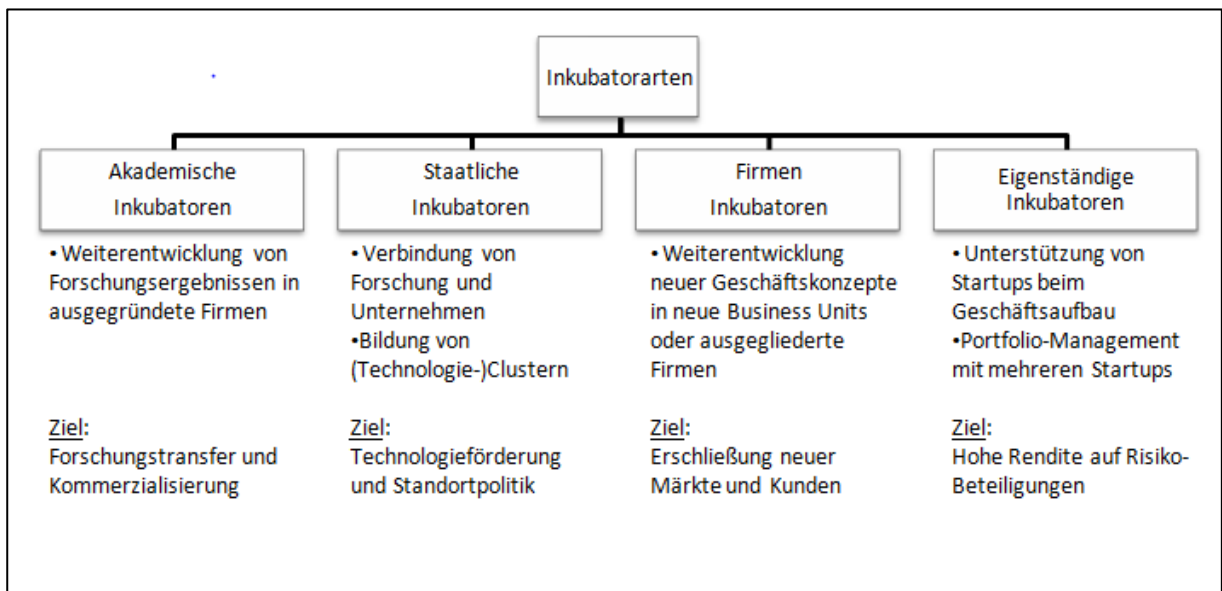 Inkubatorarten
Akademische
Inkubatoren
• Weiterentwicklung von
Forschungsergebnissen in
ausgegründete Firmen
Ziel:
Forschungstransfer und
Kommerzialisierung
Staatliche
Inkubatoren
• Verbindung von
Forschung und
Unternehmen
•Bildung von
(Technologie-)Clustern
Ziel:
Technologieförderung
und Standortpolitik
Firmen
Inkubatoren
• Weiterentwicklung
neuer Geschäftskonzepte
in neue Business Units
oder ausgegliederte
Firmen
Ziel:
Erschließung neuer
Märkte und Kunden
Eigenständige
Inkubatoren
• Unterstützung von
Startups beim
Geschäftsaufbau
•Portfolio-Management
mit mehreren Startups
Ziel:
Hohe Rendite auf Risiko-
Beteiligungen